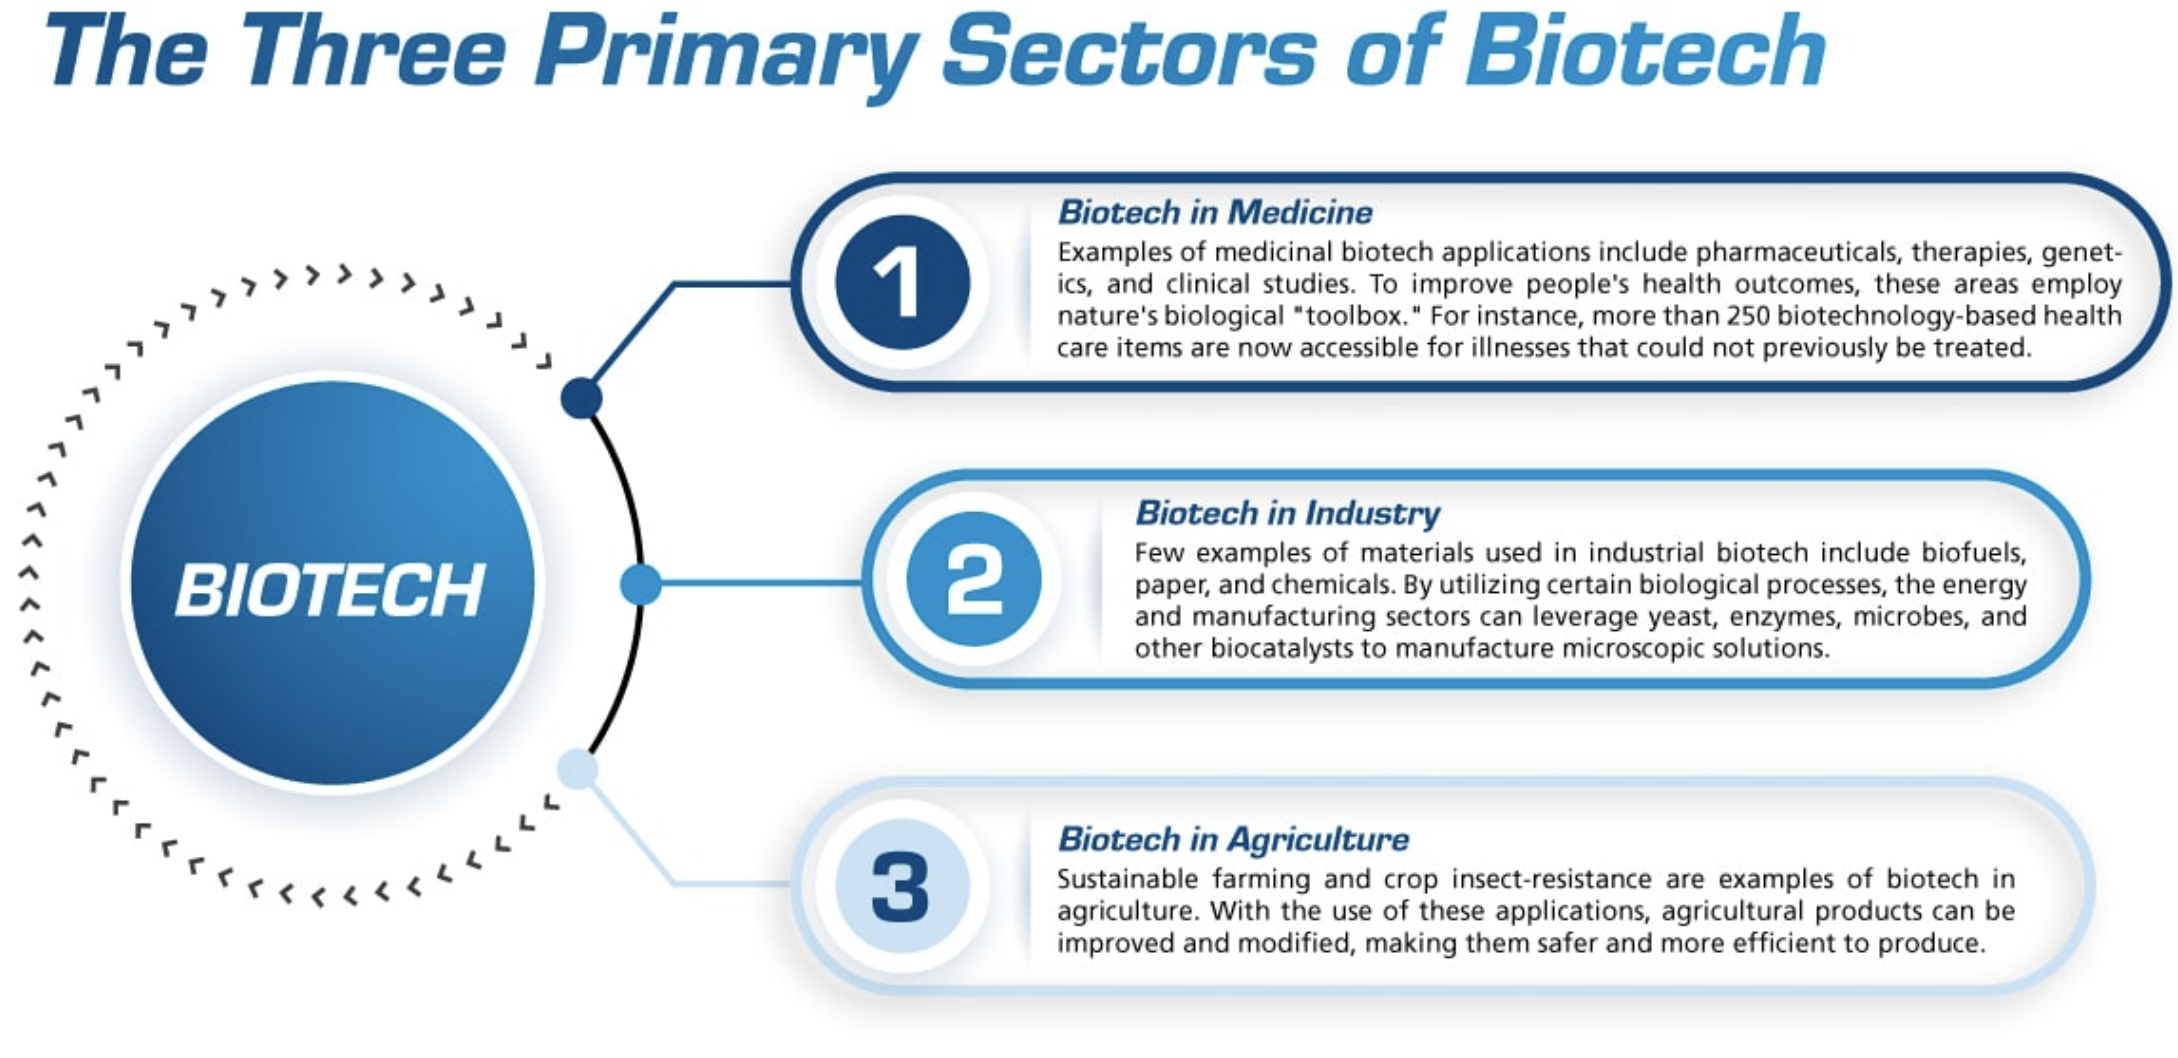 The Three Primary Sectors of Biotech
BIOTECH
1
Biotech in Medicine
Examples of medicinal biotech applications include pharmaceuticals, therapies, genet-
ics, and clinical studies. To improve people's health outcomes, these areas employ
nature's biological "toolbox." For instance, more than 250 biotechnology-based health
care items are now accessible for illnesses that could not previously be treated.
2
Biotech in Industry
Few examples of materials used in industrial biotech include biofuels,
paper, and chemicals. By utilizing certain biological processes, the energy
and manufacturing sectors can leverage yeast, enzymes, microbes, and
other biocatalysts to manufacture microscopic solutions.
3
Biotech in Agriculture
Sustainable farming and crop insect-resistance are examples of biotech in
agriculture. With the use of these applications, agricultural products can be
improved and modified, making them safer and more efficient to produce.